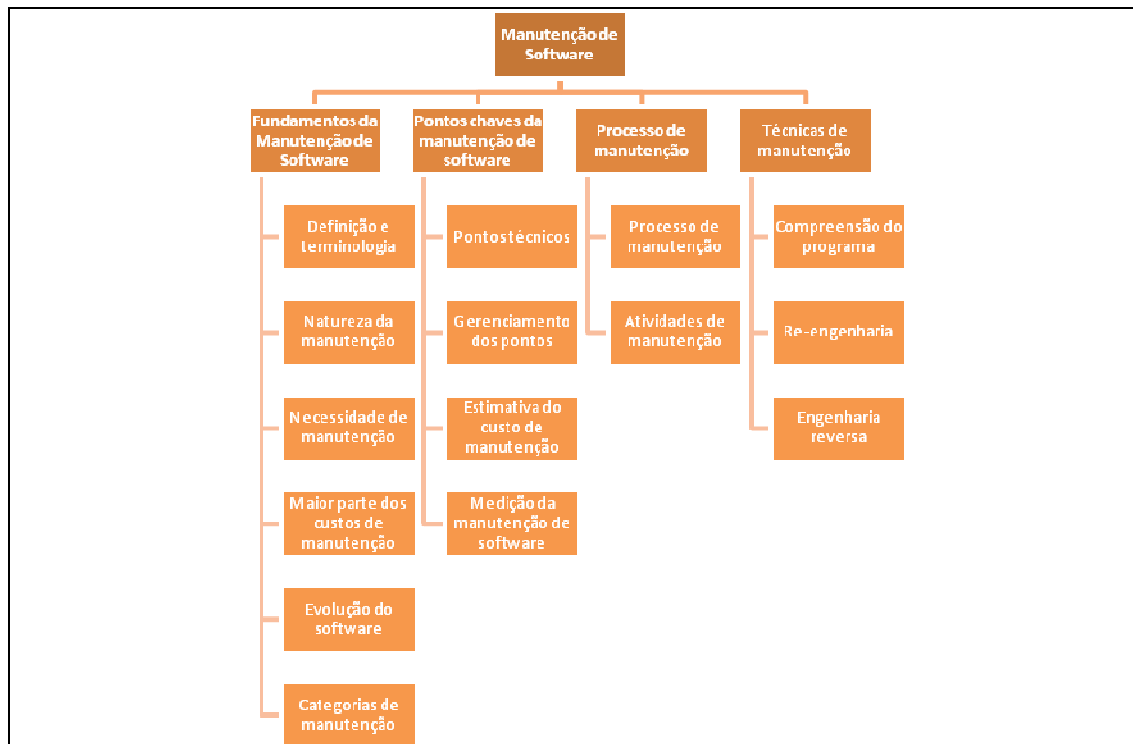 Manutenção de
Software
Fundamentos da
Manutenção de
Software
Pontos chaves da
manutenção de
software
Processo de
manutenção
Técnicas de
manutenção
Definição e
terminologia
Natureza da
manutenção
Necessidade de
manutenção
Maior parte dos
custos de
manutenção
Evolução do
software
Categorias de
manutenção
Pontos técnicos
Gerenciamento
dos pontos
Estimativa do
custo de
manutenção
Medição da
manutenção de
software
Processo de
manutenção
Atividades de
manutenção
Compreensão do
programa
Re-engenharia
Engenharia
reversa